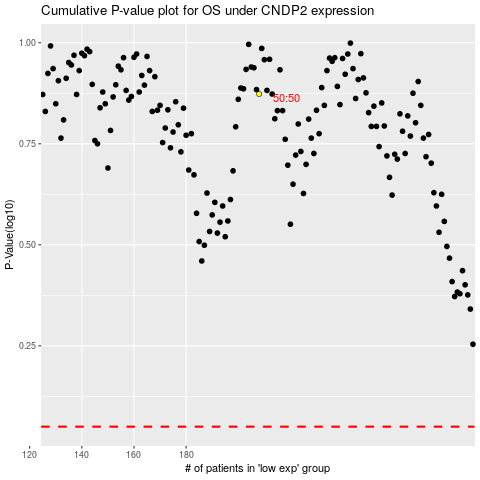 Cumulative P-value plot for OS under CNDP2 expression
P-Value(log10)
1.00
0.75
0.50
0.25
50:50
120 140 160 180
# of patients in 'low exp' group